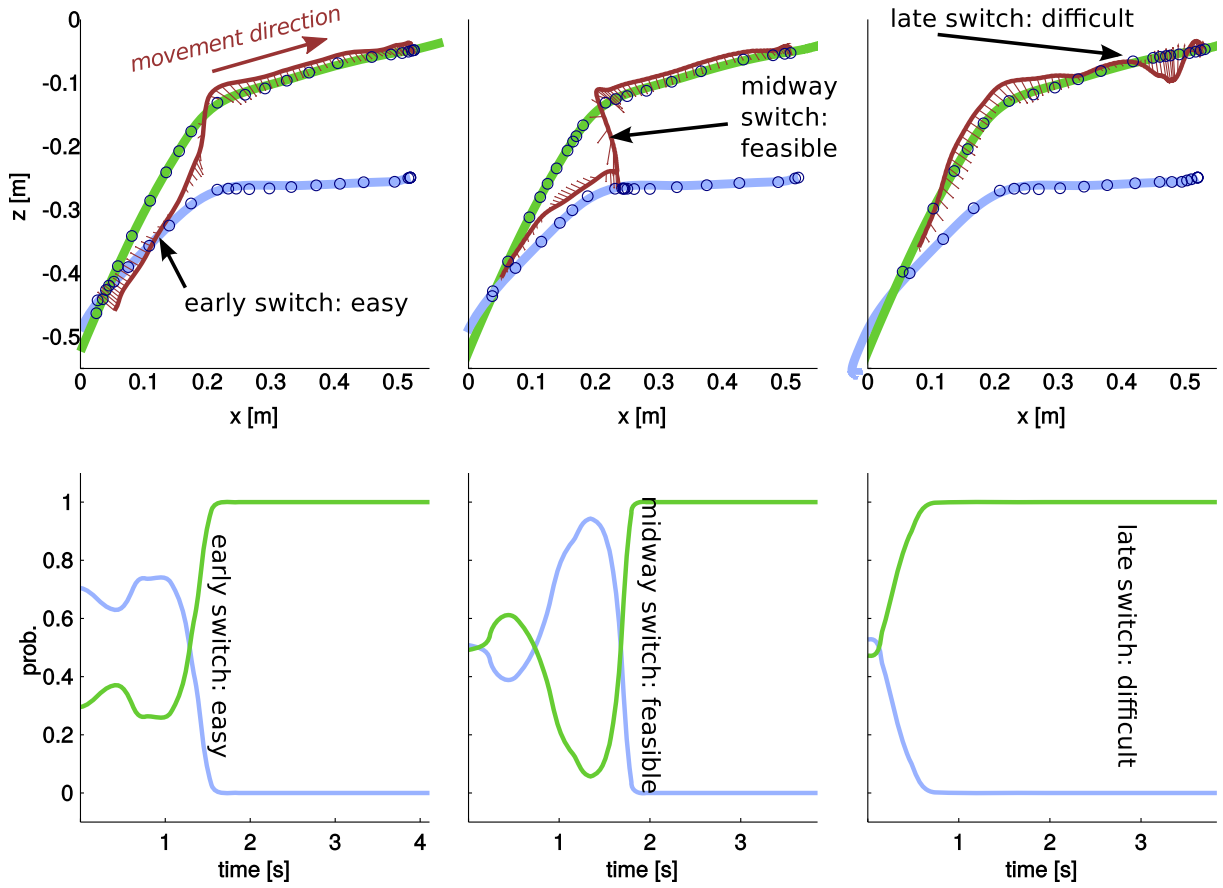 0
-0.1
-0.2
-0.3
-0.4
-0.5
z [m]
movement direction
early switch: easy
0
0.1
0.2
0.3
0.4
0.5
x [m]
midway
switch:
feasible
0
0.1
0.2
0.3
0.4
0.5
x [m]
late switch: difficult
0
0.1
0.2
0.3
0.4
0.5
x [m]
1
0.8
0.6
0.4
0.2
0
prob.
early switch: easy
1
2
3
4
time [s]
midway switch: feasible
1
2
3
time [s]
late switch: difficult
1
2
3
time [s]